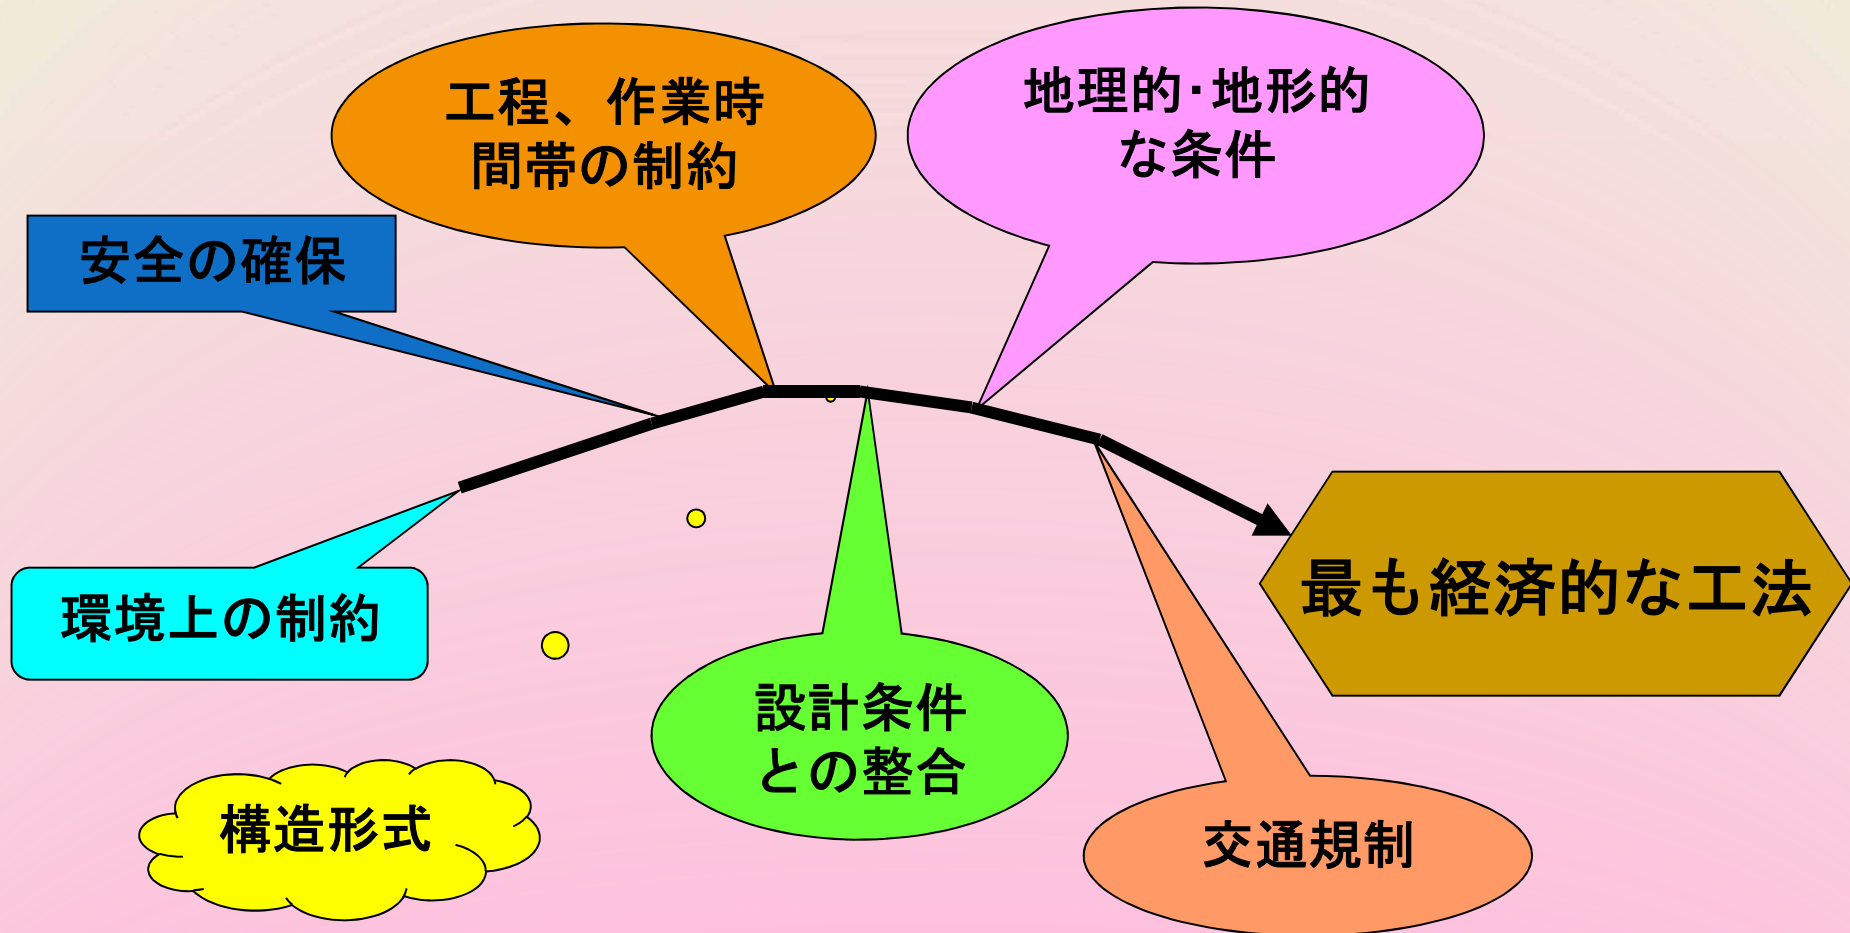 工程、作業時
間帯の制約
地理的･地形的
な条件
安全の確保
環境上の制約
最も経済的な工法
設計条件
との整合
構造形式
交通規制